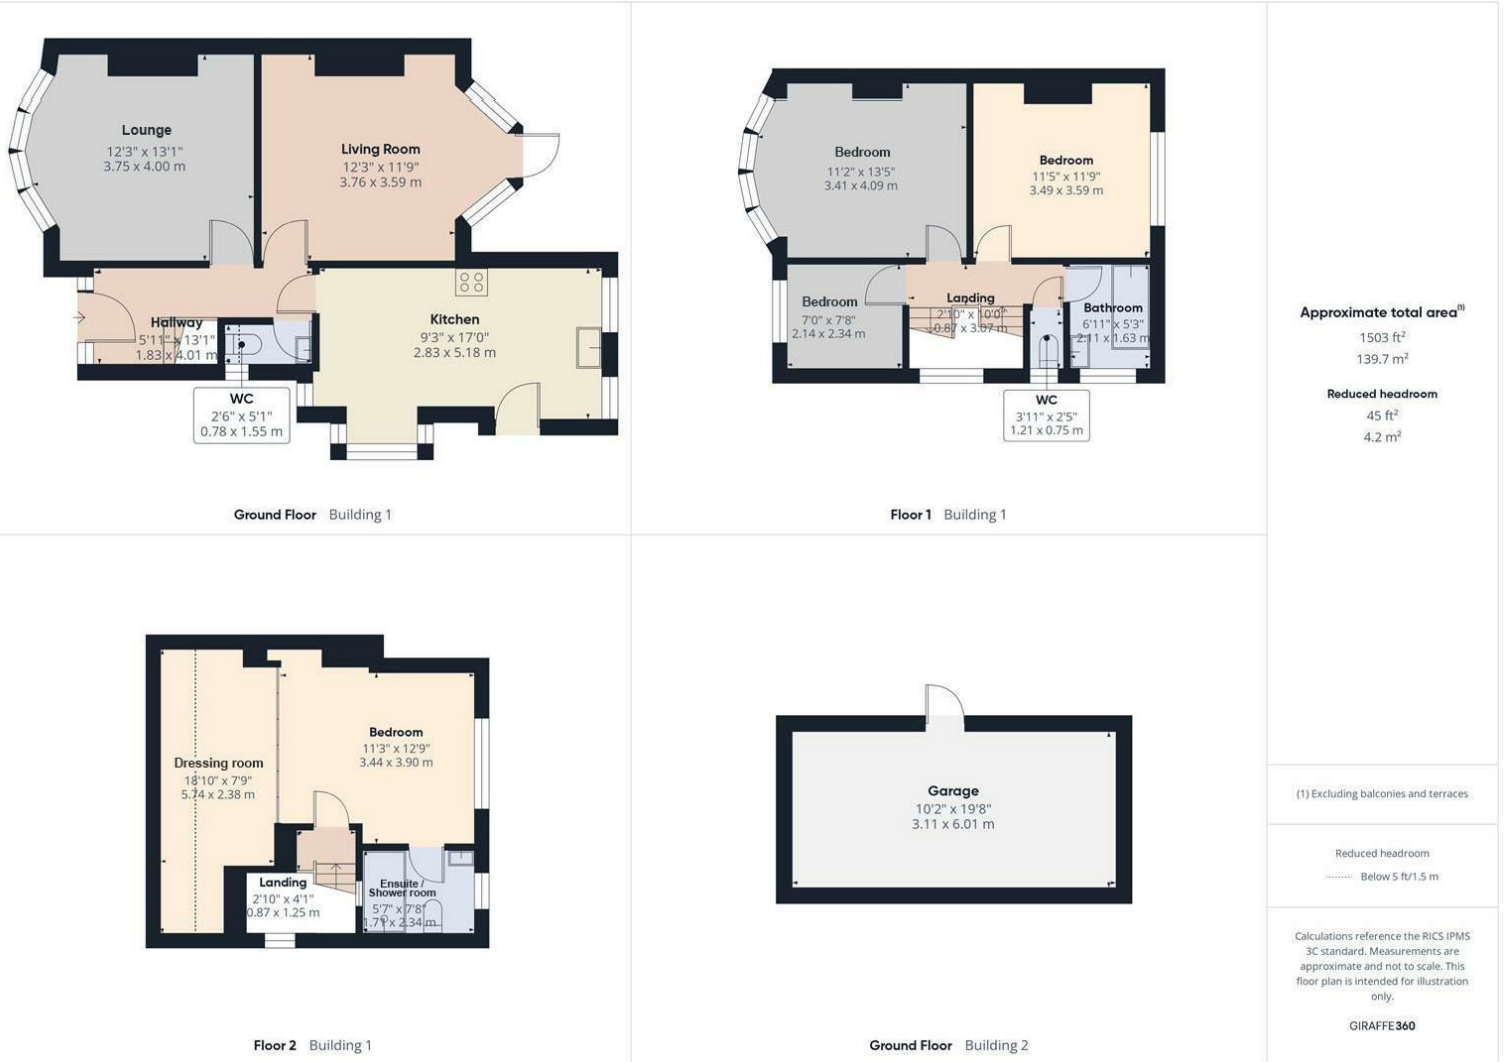 Lounge
12'3" x 13'1"
3.75 x 4.00 m
Living Room
12'3" x 11'9"
3.76 x 3.59 m
Hallway
5'11" x 13'1"
1.83 x 4.01 m
Kitchen
9'3" x 17'0"
2.83 x 5.18 m
WC
2'6" x 5'1"
0.78 x 1.55 m
Ground Floor Building 1
Bedroom
11'2" x 13'5"
3.41 x 4.09 m
Bedroom
11'5" x 11'9"
3.49 x 3.59 m
Bedroom
7'0" x 7'8"
2.14 x 2.34 m
Landing
2'10" x 10'0"
0.87 x 3.07 m
Bathroom
6'11" x 5'3"
2.11 x 1.63 m
WC
3'11" x 2'5"
1.21 x 0.75 m
Floor 1 Building 1
Approximate total area(1)
1503 ft²
139.7 m²
Reduced headroom
45 ft²
4.2 m²
Dressing room
18'10" x 7'9"
5.74 x 2.38 m
Bedroom
11'3" x 12'9"
3.44 x 3.90 m
Landing
2'10" x 4'1"
0.87 x 1.25 m
Ensuite /
Shower room
5'7" x 7'8"
1.71 x 2.34 m
Floor 2 Building 1
Garage
10'2" x 19'8"
3.11 x 6.01 m
Ground Floor Building 2
(1) Excluding balconies and terraces
Reduced headroom
Below 5 ft/1.5 m
Calculations reference the RICS IPMS
3C standard. Measurements are
approximate and not to scale. This
floor plan is intended for illustration
only.
GIRAFFE360